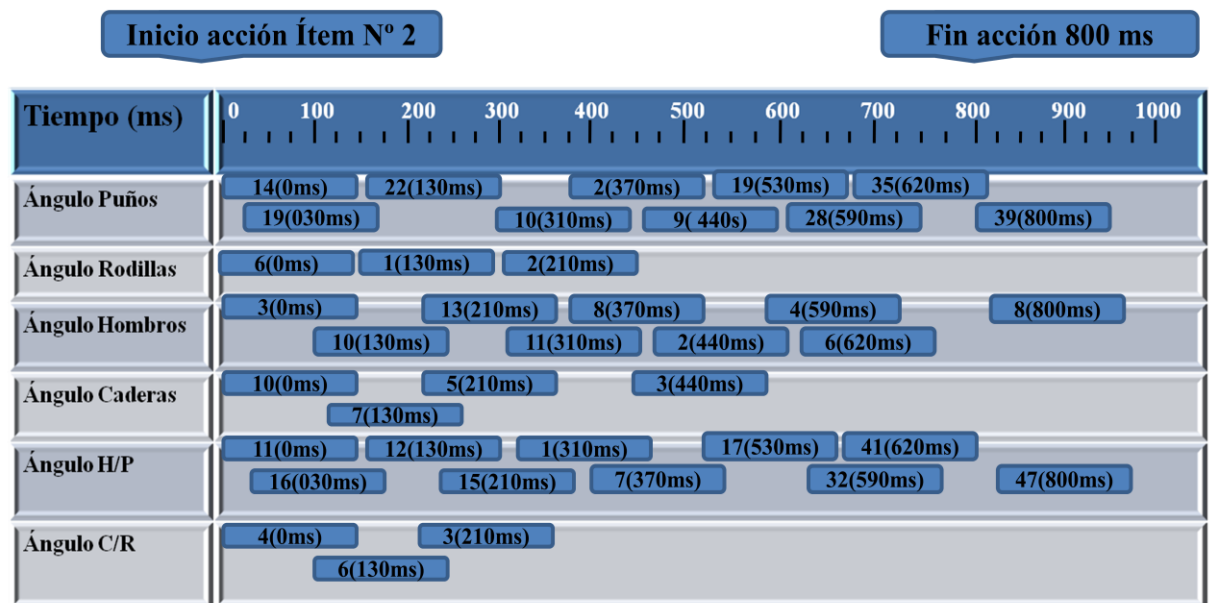 Inicio acción Ítem Nº 2
Fin acción 800 ms
Tiempo (ms) 0 100 200 300 400 500 600 700 800 900 1000
Ángulo Puños 14(0ms) 22(130ms) 2(370ms) 19(530ms) 35(620ms)
19(030ms) 10(310ms) 9( 440s) 28(590ms) 39(800ms)
Ángulo Rodillas 6(0ms) 1(130ms) 2(210ms)
Ángulo Hombros 3(0ms) 13(210ms) 8(370ms) 4(590ms) 8(800ms)
10(130ms) 11(310ms) 2(440ms) 6(620ms)
Ángulo Caderas 10(0ms) 5(210ms) 3(440ms)
7(130ms)
Ángulo H/P 11(0ms) 12(130ms) 1(310ms) 17(530ms) 41(620ms)
16(030ms) 15(210ms) 7(370ms) 32(590ms) 47(800ms)
Ángulo C/R 4(0ms) 3(210ms)
6(130ms)